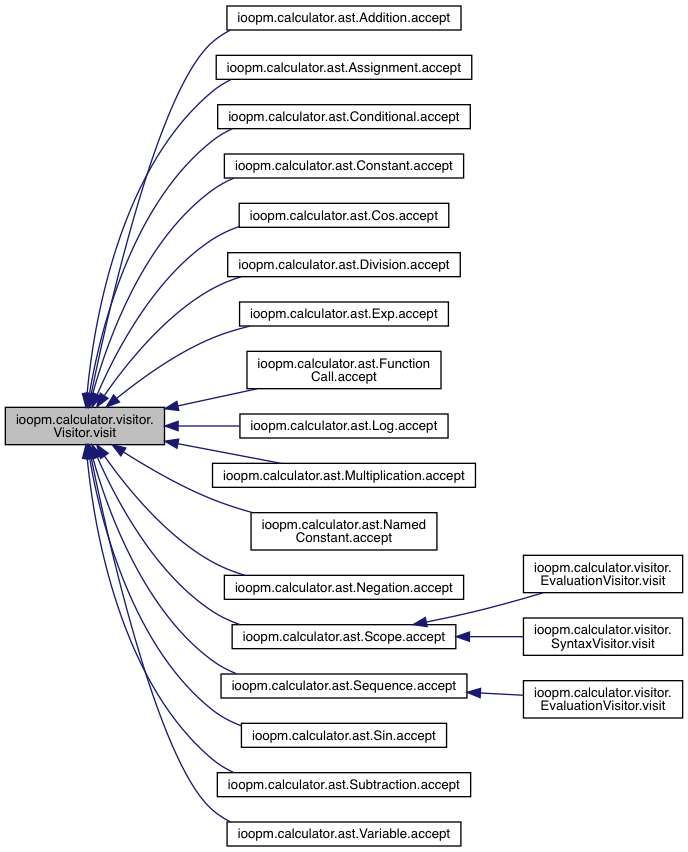 ioopm.calculator.ast.Addition.accept
ioopm.calculator.ast.Assignment.accept
ioopm.calculator.ast.Conditional.accept
ioopm.calculator.ast.Constant.accept
ioopm.calculator.ast.Cos.accept
ioopm.calculator.ast.Division.accept
ioopm.calculator.ast.Exp.accept
ioopm.calculator.ast.Function
Call.accept
ioopm.calculator.visitor.
Visitor.visit
ioopm.calculator.ast.Log.accept
ioopm.calculator.ast.Multiplication.accept
ioopm.calculator.ast.Named
Constant.accept
ioopm.calculator.ast.Negation.accept
ioopm.calculator.visitor.
EvaluationVisitor.visit
ioopm.calculator.ast.Scope.accept
ioopm.calculator.visitor.
SyntaxVisitor.visit
ioopm.calculator.ast.Sequence.accept
ioopm.calculator.visitor.
EvaluationVisitor.visit
ioopm.calculator.ast.Sin.accept
ioopm.calculator.ast.Subtraction.accept
ioopm.calculator.ast.Variable.accept